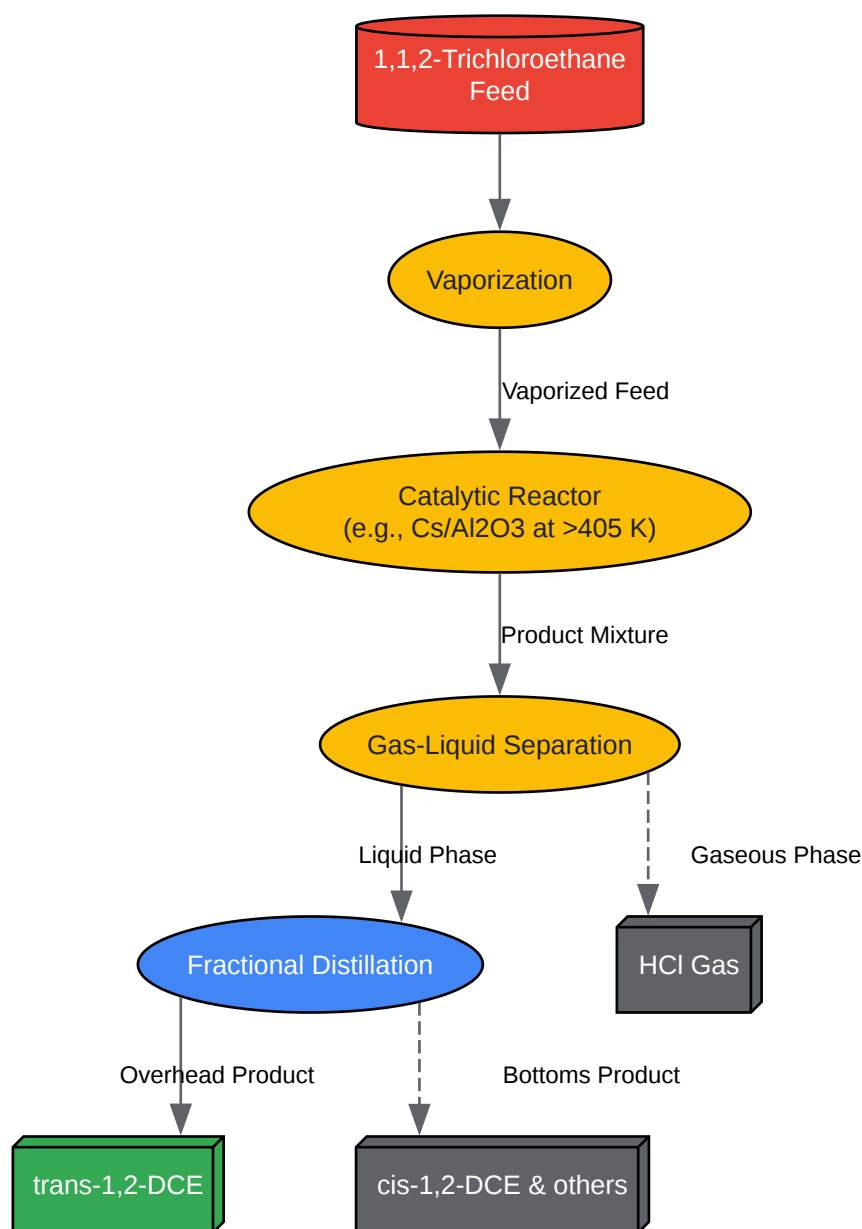 1,1,2-Trichloroethane
Feed
Vaporization
Vaporized Feed
Catalytic Reactor
(e.g., Cs/Al2O3 at >405 K)
Product Mixture
Gas-Liquid Separation
Liquid Phase
Gaseous Phase
Fractional Distillation
HCl Gas
Overhead Product
Bottoms Product
trans-1,2-DCE
cis-1,2-DCE & others